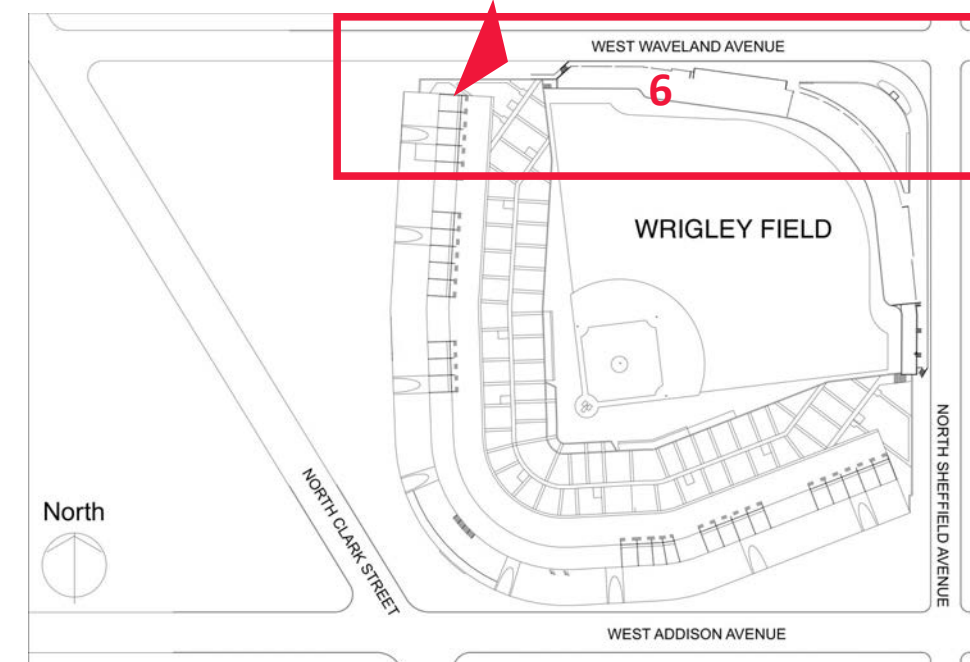 WEST WAVELAND AVENUE
6
WRIGLEY FIELD
NORTH SHEFFIELD AVENUE
NORTH CLARK STREET
North
WEST ADDISON AVENUE